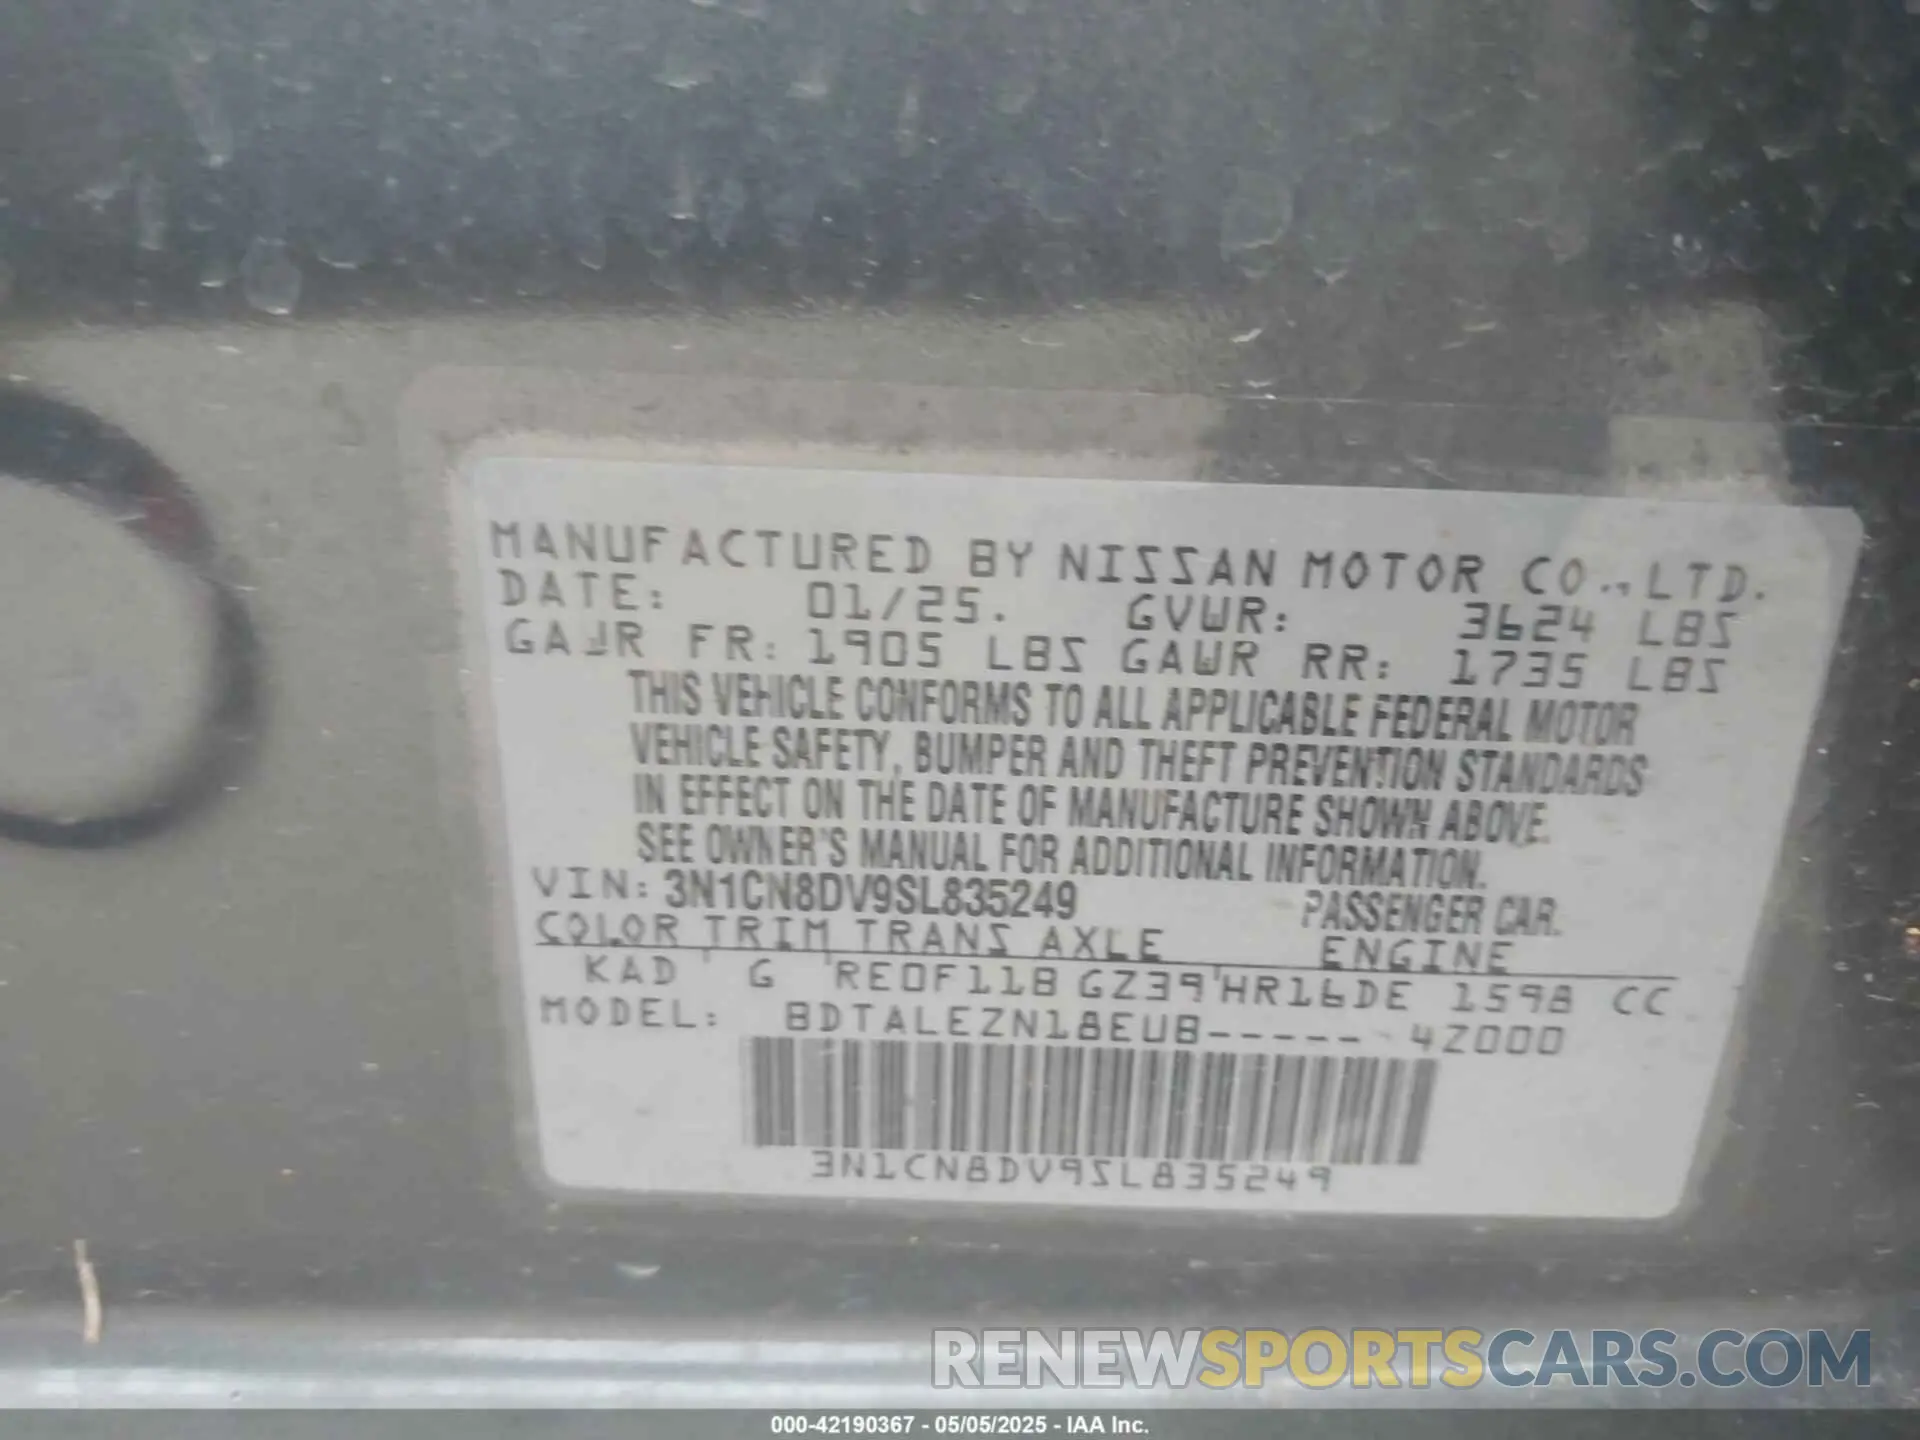 MANUFACTURED BY NISSAN MOTOR CO.,LTD.
DATE: 01/25. GVWR: 3624 LBS
GAWR FR: 1905 LBS GAWR RR: 1735 LBS
THIS VEHICLE CONFORMS TO ALL APPLICABLE FEDERAL MOTOR
VEHICLE SAFETY, BUMPER AND THEFT PREVENTION STANDARDS
IN EFFECT ON THE DATE OF MANUFACTURE SHOWN ABOVE.
SEE OWNER'S MANUAL FOR ADDITIONAL INFORMATION.
VIN: 3N1CN8DV9SL835249 PASSENGER CAR.
COLOR TRIM TRANS AXLE ENGINE
KAD G RE0F11B GZ39 HR16DE 1598 CC
MODEL: BDTALEZN18EUB----- 4Z000
3N1CN8DV9SL835249
RENEWSPORTSCARS.COM
000-42190367 - 05/05/2025 - IAA Inc.